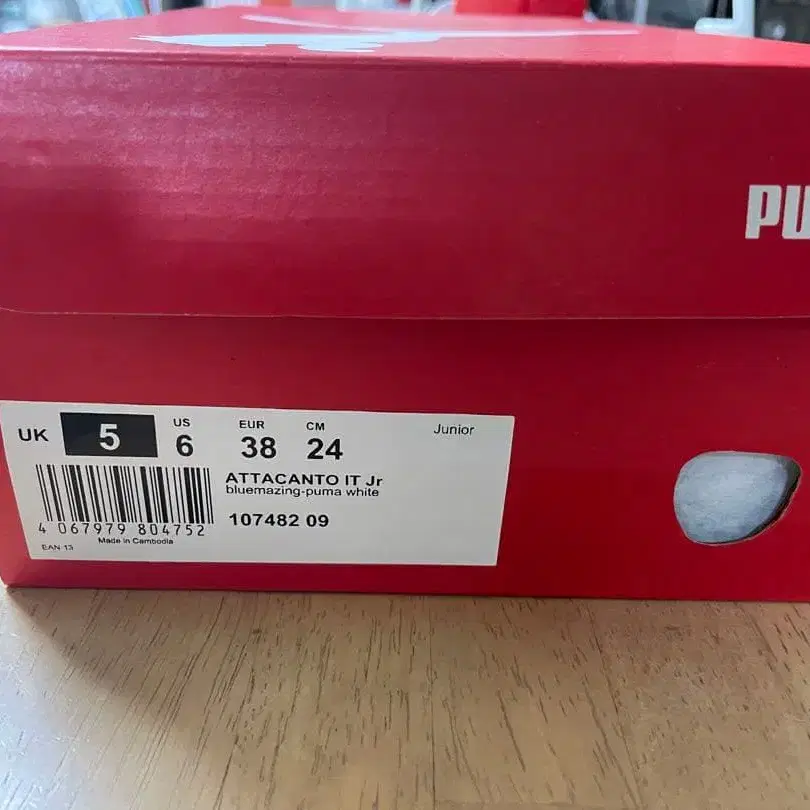 PU
UK 5
US 6
EUR 38
CM 24
Junior
ATTACANTO IT Jr
bluemazing-puma white
107482 09
4 067979 804752
Made in Cambodia
EAN 13